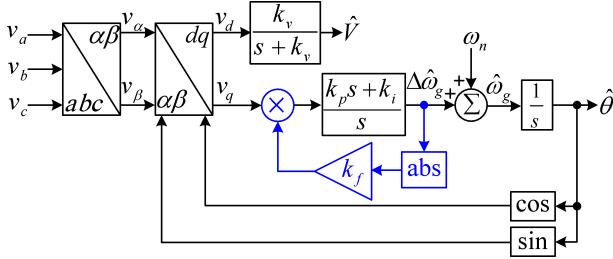 v_a
v_b
v_c
αβ
abc
v_α
v_β
dq
αβ
v_d
v_q
k_v
s + k_v
V̂
×
k_p s + k_i
s
Δω̂_g
+
+
ω_n
Σ
ω̂_g
1
s
θ̂
k_f
abs
cos
sin